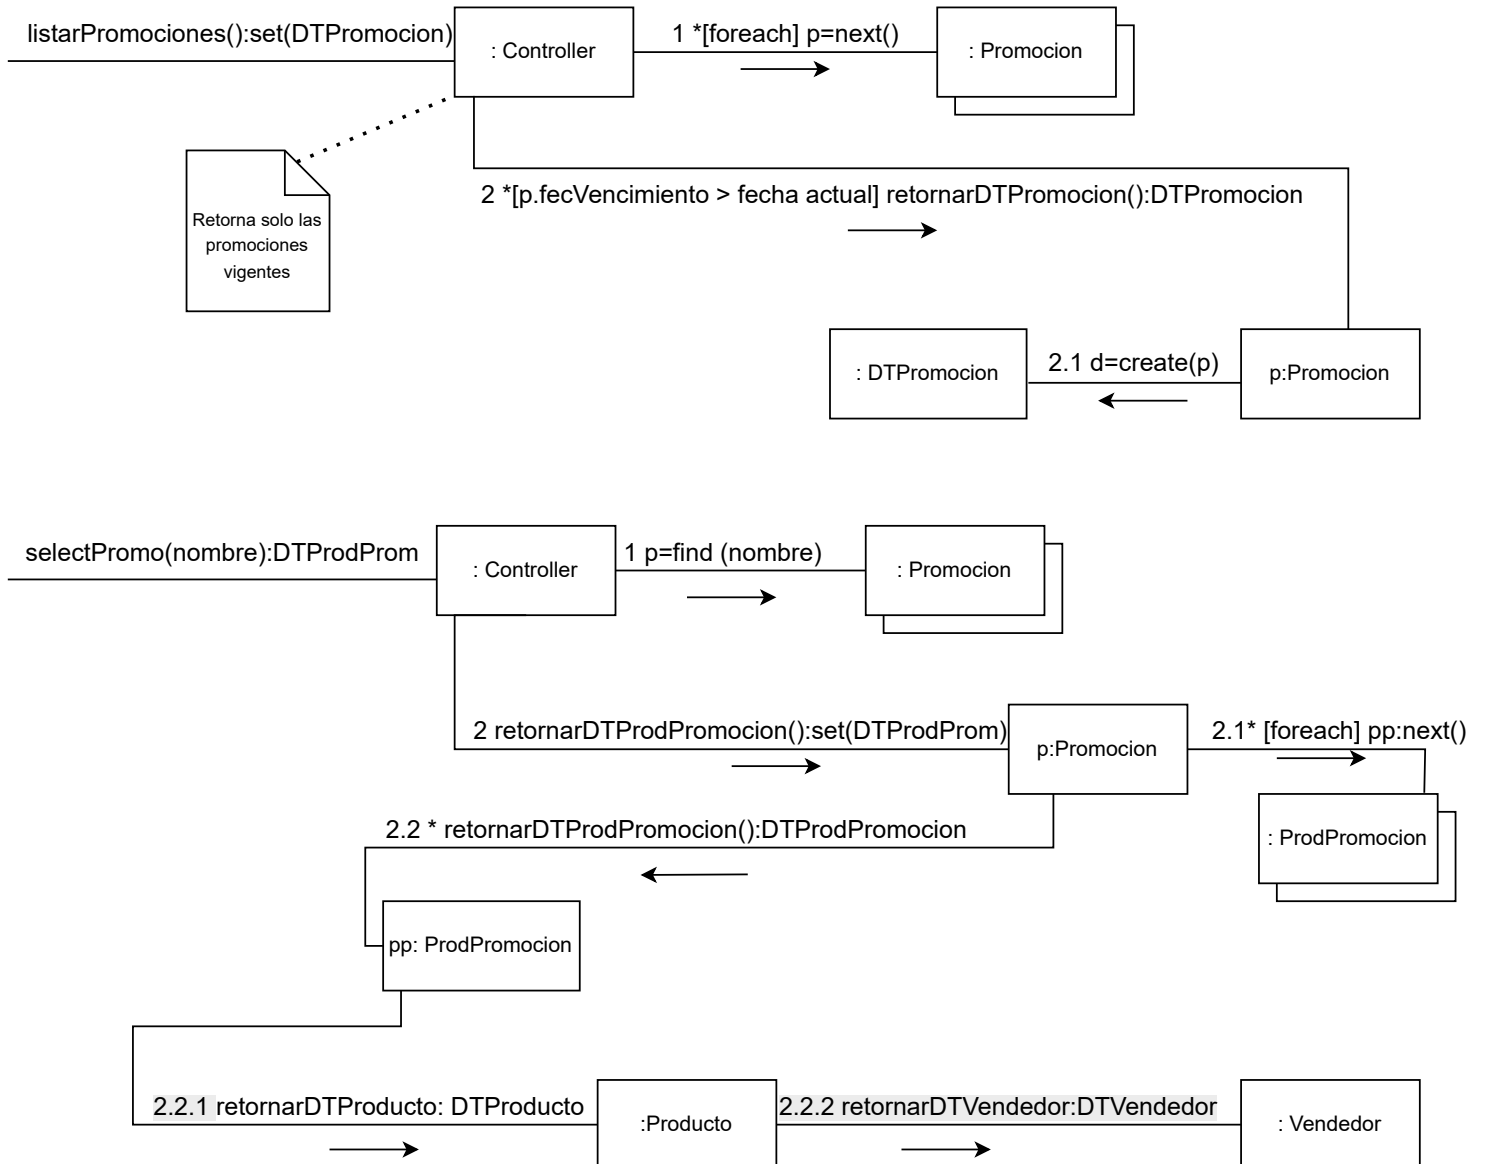 listarPromociones():set(DTPromocion)
: Controller
1 *[foreach] p=next()
: Promocion
2 *[p.fecVencimiento > fecha actual] retornarDTPromocion():DTPromocion
Retorna solo las
promociones
vigentes
: DTPromocion
2.1 d=create(p)
p:Promocion
selectPromo(nombre):DTProdProm
: Controller
1 p=find (nombre)
: Promocion
2 retornarDTProdPromocion():set(DTProdProm)
p:Promocion
2.1* [foreach] pp:next()
: ProdPromocion
2.2 * retornarDTProdPromocion():DTProdPromocion
pp: ProdPromocion
2.2.1 retornarDTProducto: DTProducto
:Producto
2.2.2 retornarDTVendedor:DTVendedor
: Vendedor